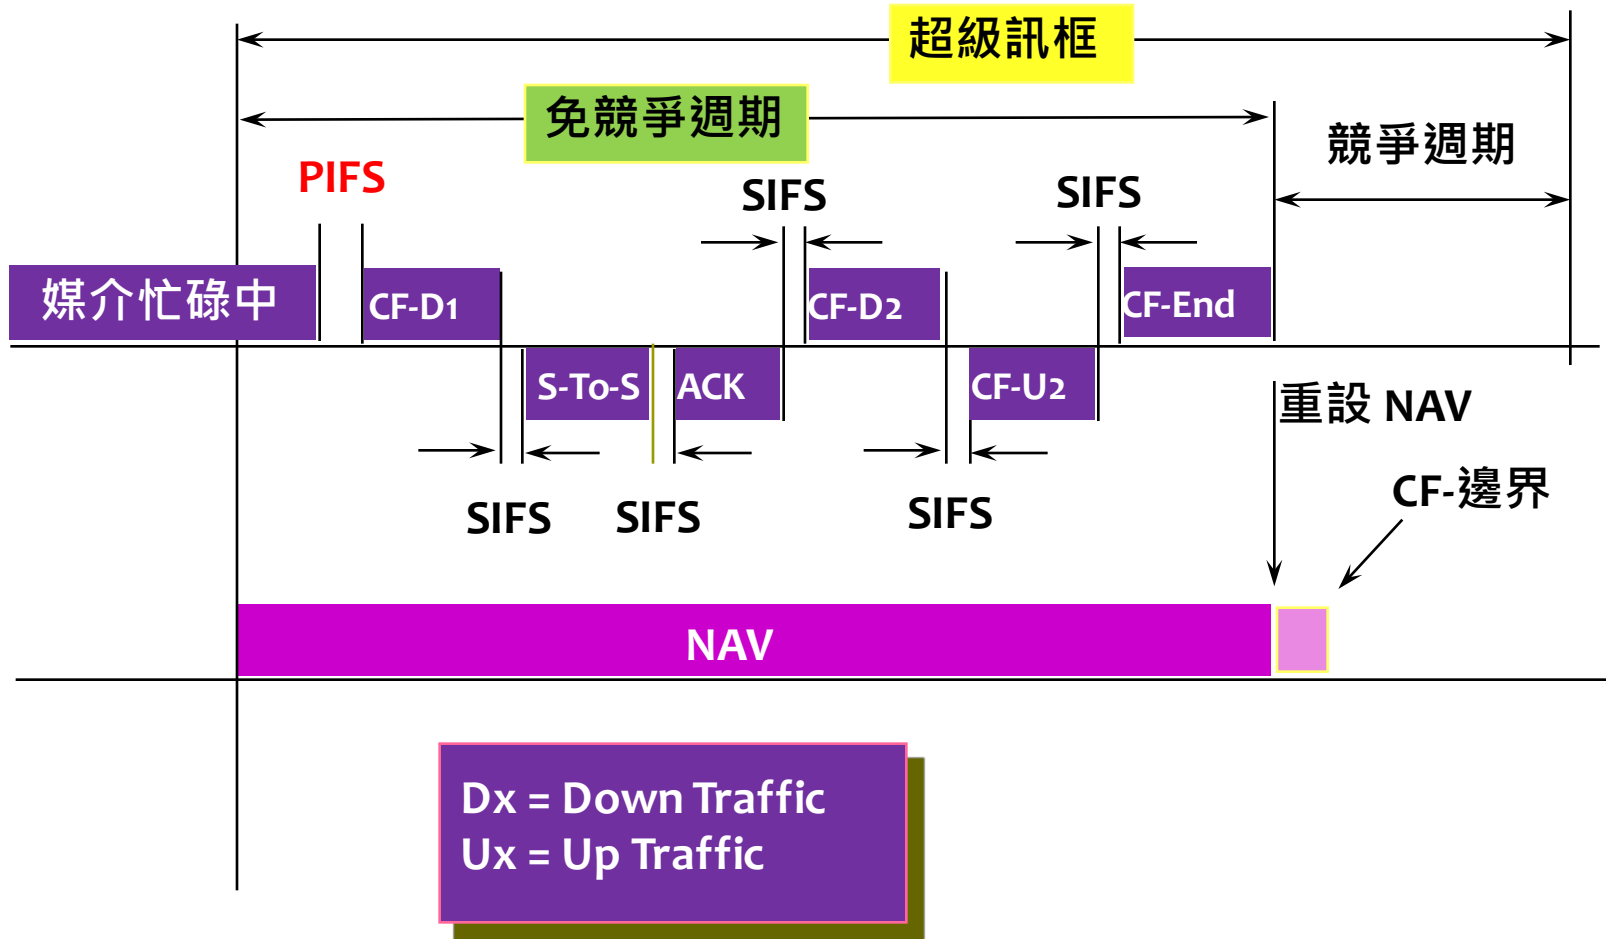 超級訊框
免競爭週期
競爭週期
PIFS
SIFS
SIFS
媒介忙碌中
CF-D1
CF-D2
CF-End
S-To-S
ACK
CF-U2
重設 NAV
SIFS
SIFS
SIFS
CF-邊界
NAV
Dx = Down Traffic
Ux = Up Traffic